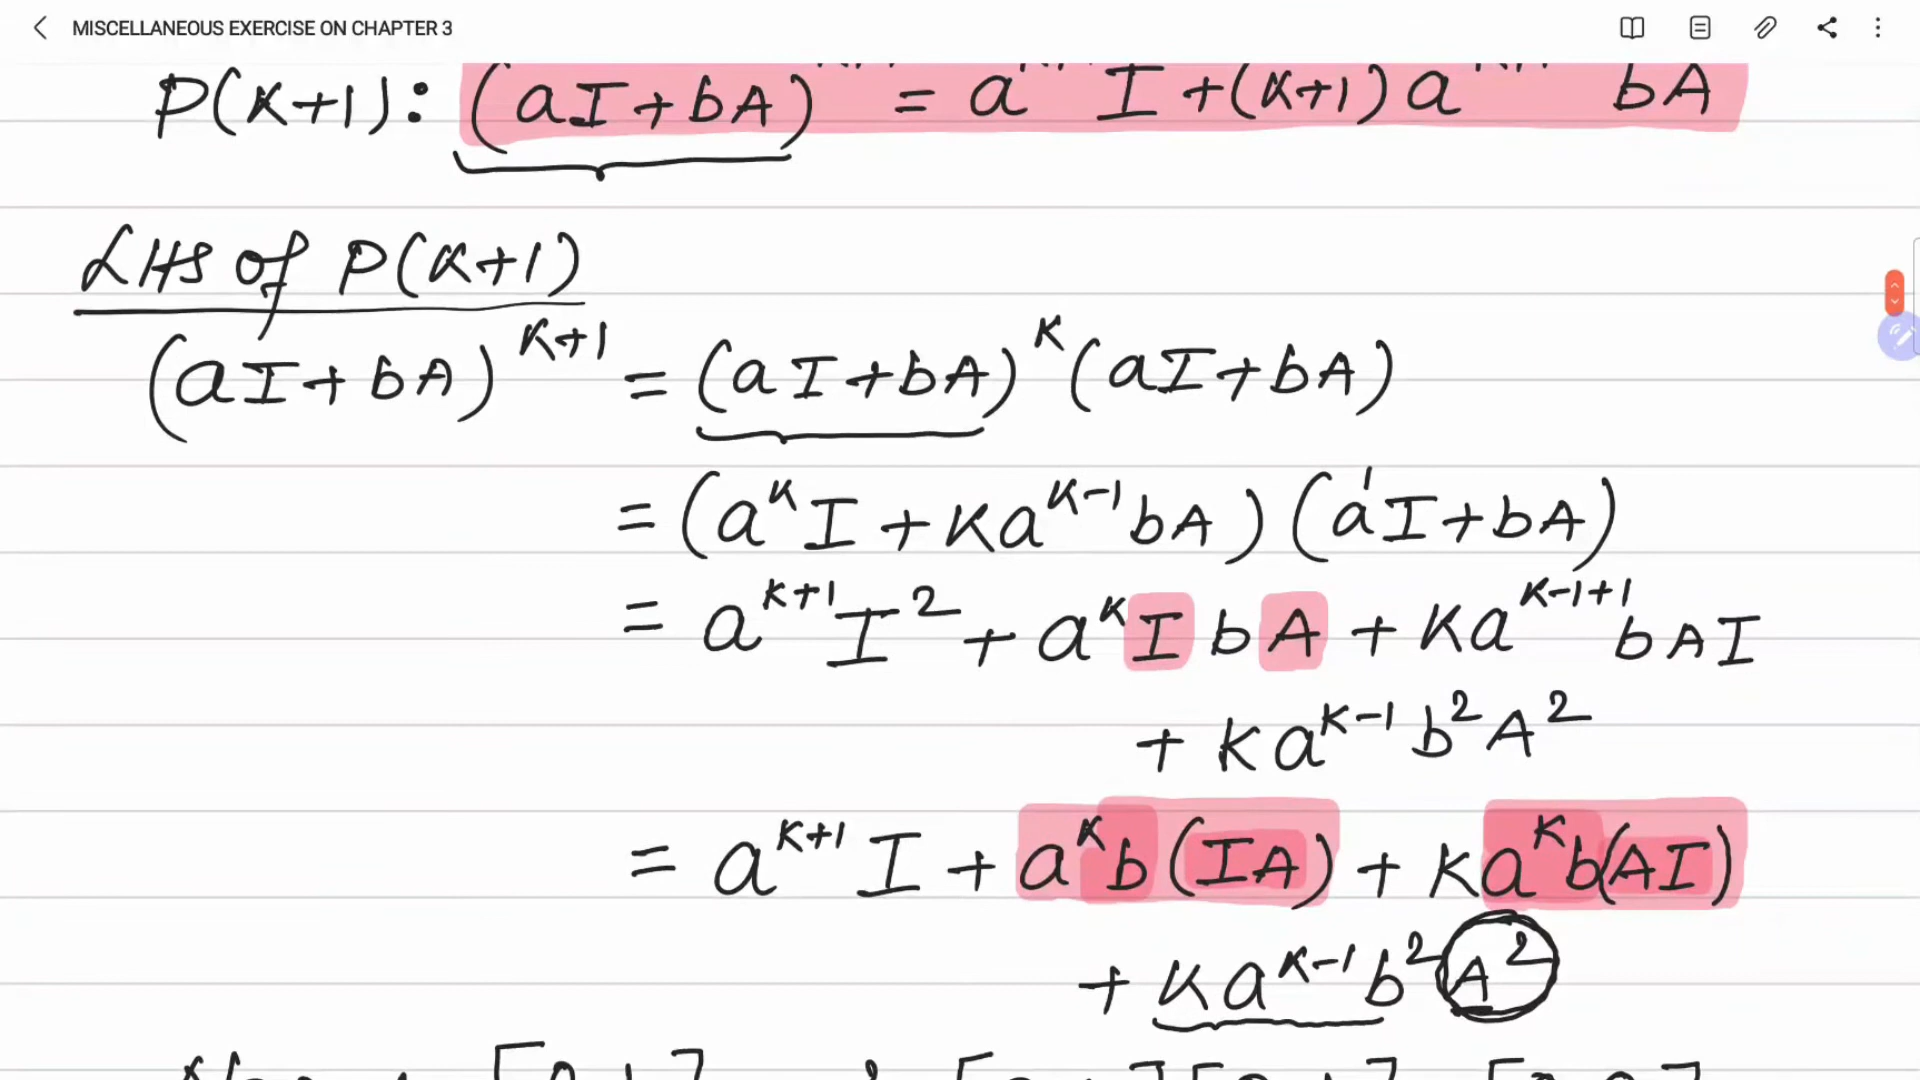 MISCELLANEOUS EXERCISE ON CHAPTER 3
P(K+1): (aI+bA) = a I +(K+1) a bA
LHS of P(K+1)
(aI+bA)^{K+1} = (aI+bA)^K (aI+bA)
= (a^K I + Ka^{K-1} bA) (a^1 I+bA)
= a^{K+1} I^2 + a^K I bA + Ka^{K-1+1} bAI
+ Ka^{K-1} b^2 A^2
= a^{K+1} I + a^K b (IA) + Ka^K b(AI)
+ Ka^{K-1} b^2 A^2